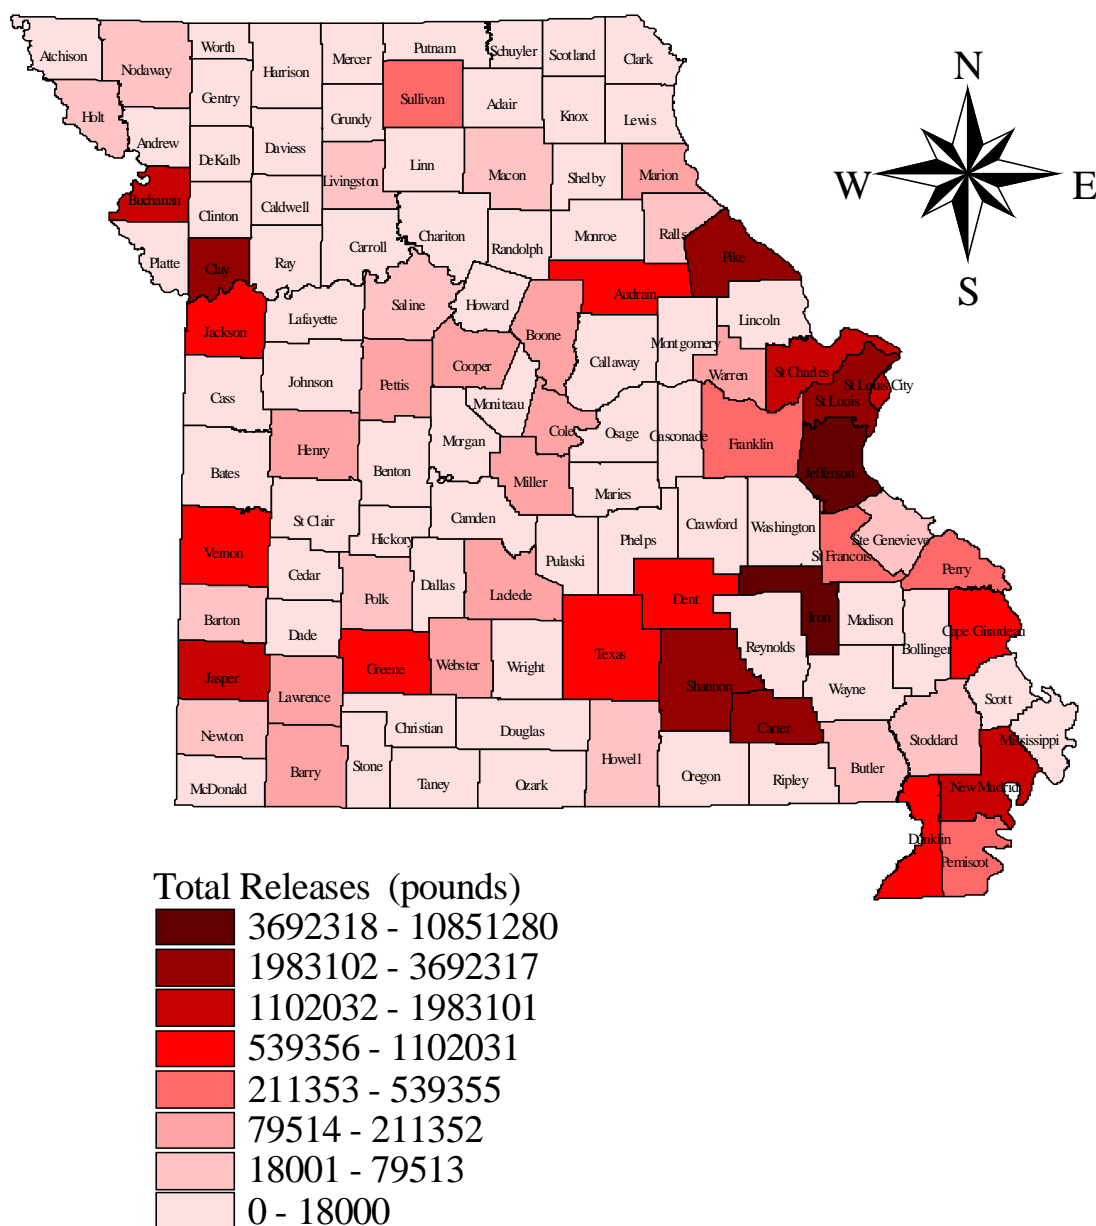 N
W
E
S
Atchison
Nodaway
Worth
Harrison
Mercer
Putnam
Schuyler
Scotland
Clark
Holt
Gentry
Grundy
Sullivan
Adair
Knox
Lewis
Andrew
DeKalb
Daviess
Livingston
Linn
Macon
Shelby
Marion
Buchanan
Clinton
Caldwell
Carroll
Chariton
Randolph
Monroe
Ralls
Pike
Platte
Clay
Ray
Saline
Howard
Audrain
Lincoln
Jackson
Lafayette
Boone
Callaway
Montgomery
Warren
St Charles
St Louis City
St Louis
Cass
Johnson
Pettis
Cooper
Moniteau
Cole
Osage
Gasconade
Franklin
Jefferson
Bates
Henry
Benton
Morgan
Miller
Maries
St Clair
Hickory
Camden
Pulaski
Phelps
Crawford
Washington
St Francois
Ste Genevieve
Perry
Vernon
Cedar
Polk
Dallas
Laclede
Dent
Iron
Madison
Bollinger
Cape Girardeau
Barton
Dade
Greene
Webster
Wright
Texas
Shannon
Reynolds
Wayne
Scott
Jasper
Lawrence
Christian
Douglas
Howell
Carter
Stoddard
Mississippi
Newton
Barry
Stone
Taney
Ozark
Oregon
Ripley
Butler
New Madrid
McDonald
Dunklin
Pemiscot
Total Releases (pounds)
3692318 - 10851280
1983102 - 3692317
1102032 - 1983101
539356 - 1102031
211353 - 539355
79514 - 211352
18001 - 79513
0 - 18000